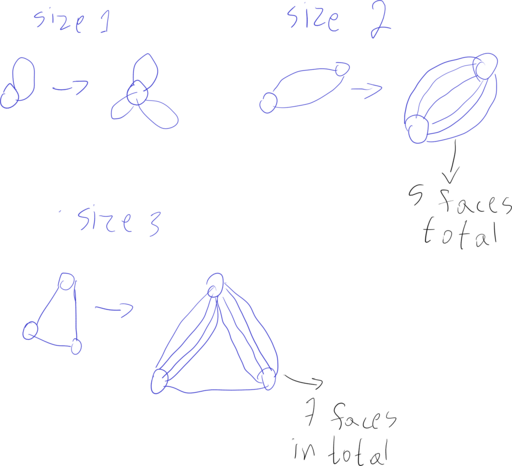 size 1
size 2
5 faces
total
size 3
7 faces
in total